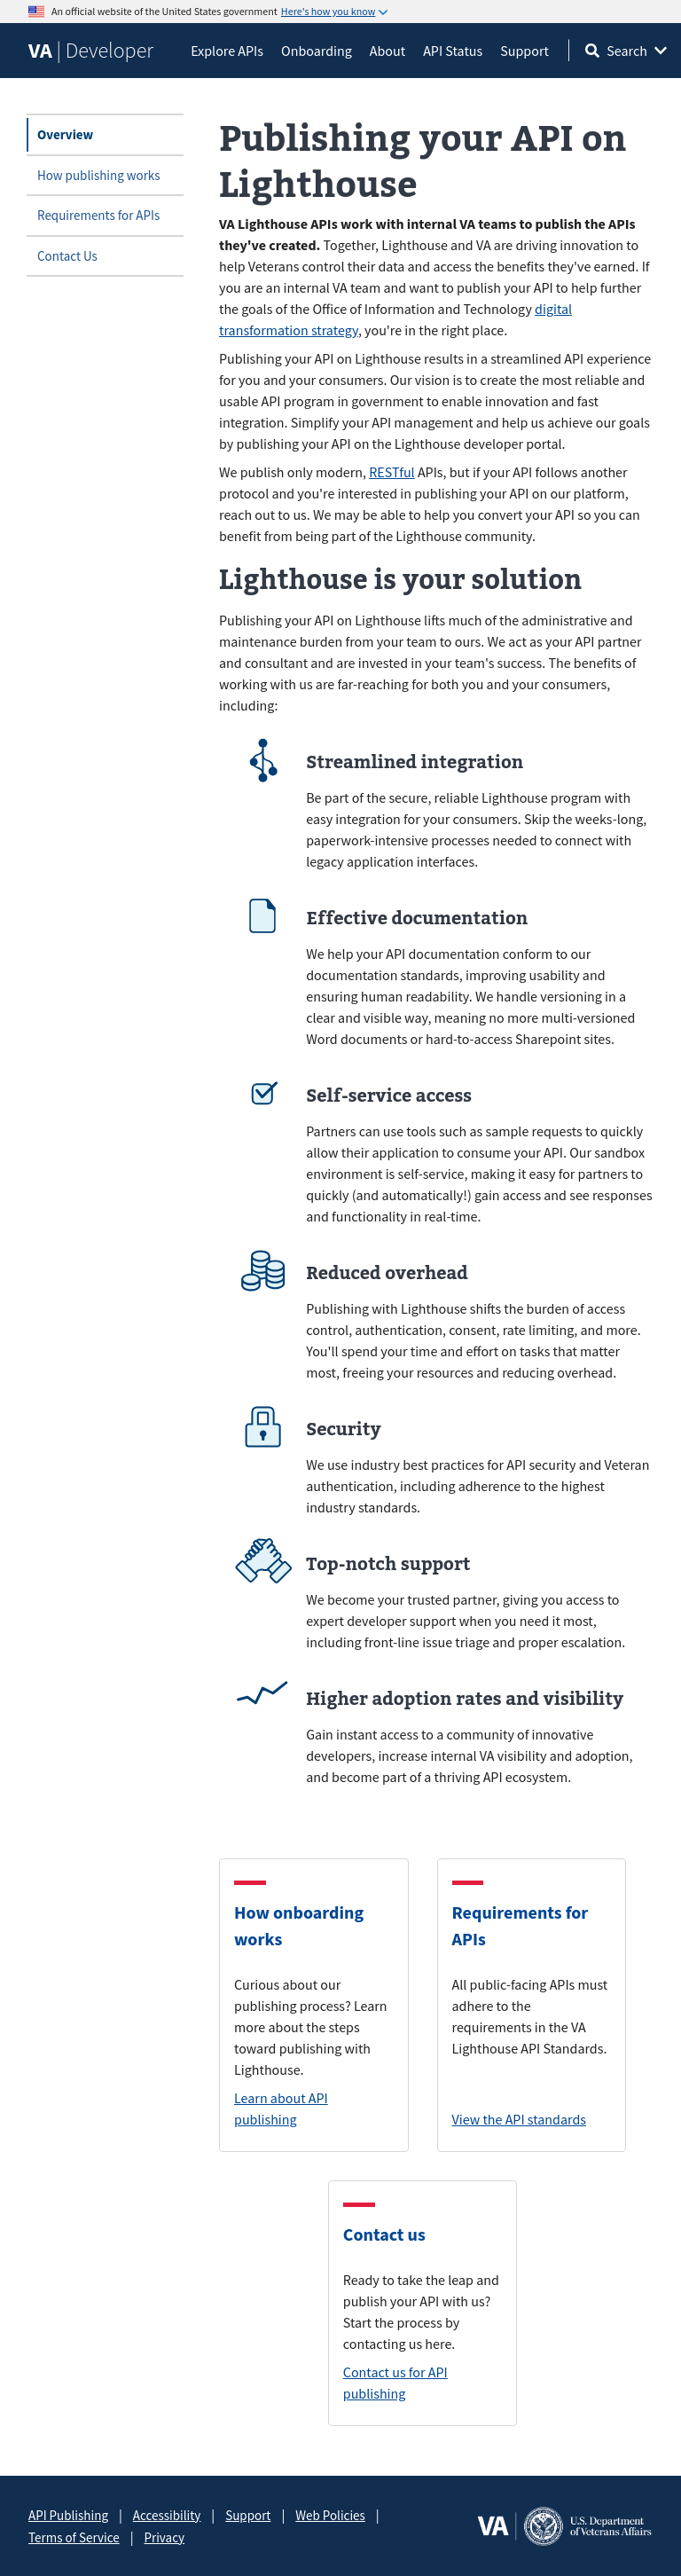 An official website of the United States government Here's how you know
VA | Developer
Explore APIs
Onboarding
About
API Status
Support
Search
Overview
How publishing works
Requirements for APIs
Contact Us
Publishing your API on
Lighthouse
VA Lighthouse APIs work with internal VA teams to publish the APIs
they've created. Together, Lighthouse and VA are driving innovation to
help Veterans control their data and access the benefits they've earned. If
you are an internal VA team and want to publish your API to help further
the goals of the Office of Information and Technology digital
transformation strategy, you're in the right place.
Publishing your API on Lighthouse results in a streamlined API experience
for you and your consumers. Our vision is to create the most reliable and
usable API program in government to enable innovation and fast
integration. Simplify your API management and help us achieve our goals
by publishing your API on the Lighthouse developer portal.
We publish only modern, RESTful APIs, but if your API follows another
protocol and you're interested in publishing your API on our platform,
reach out to us. We may be able to help you convert your API so you can
benefit from being part of the Lighthouse community.
Lighthouse is your solution
Publishing your API on Lighthouse lifts much of the administrative and
maintenance burden from your team to ours. We act as your API partner
and consultant and are invested in your team's success. The benefits of
working with us are far-reaching for both you and your consumers,
including:
Streamlined integration
Be part of the secure, reliable Lighthouse program with
easy integration for your consumers. Skip the weeks-long,
paperwork-intensive processes needed to connect with
legacy application interfaces.
Effective documentation
We help your API documentation conform to our
documentation standards, improving usability and
ensuring human readability. We handle versioning in a
clear and visible way, meaning no more multi-versioned
Word documents or hard-to-access Sharepoint sites.
Self-service access
Partners can use tools such as sample requests to quickly
allow their application to consume your API. Our sandbox
environment is self-service, making it easy for partners to
quickly (and automatically!) gain access and see responses
and functionality in real-time.
Reduced overhead
Publishing with Lighthouse shifts the burden of access
control, authentication, consent, rate limiting, and more.
You'll spend your time and effort on tasks that matter
most, freeing your resources and reducing overhead.
Security
We use industry best practices for API security and Veteran
authentication, including adherence to the highest
industry standards.
Top-notch support
We become your trusted partner, giving you access to
expert developer support when you need it most,
including front-line issue triage and proper escalation.
Higher adoption rates and visibility
Gain instant access to a community of innovative
developers, increase internal VA visibility and adoption,
and become part of a thriving API ecosystem.
How onboarding
works
Curious about our
publishing process? Learn
more about the steps
toward publishing with
Lighthouse.
Learn about API
publishing
Requirements for
APIs
All public-facing APIs must
adhere to the
requirements in the VA
Lighthouse API Standards.
View the API standards
Contact us
Ready to take the leap and
publish your API with us?
Start the process by
contacting us here.
Contact us for API
publishing
API Publishing | Accessibility | Support | Web Policies |
Terms of Service | Privacy
VA
U.S. Department
of Veterans Affairs